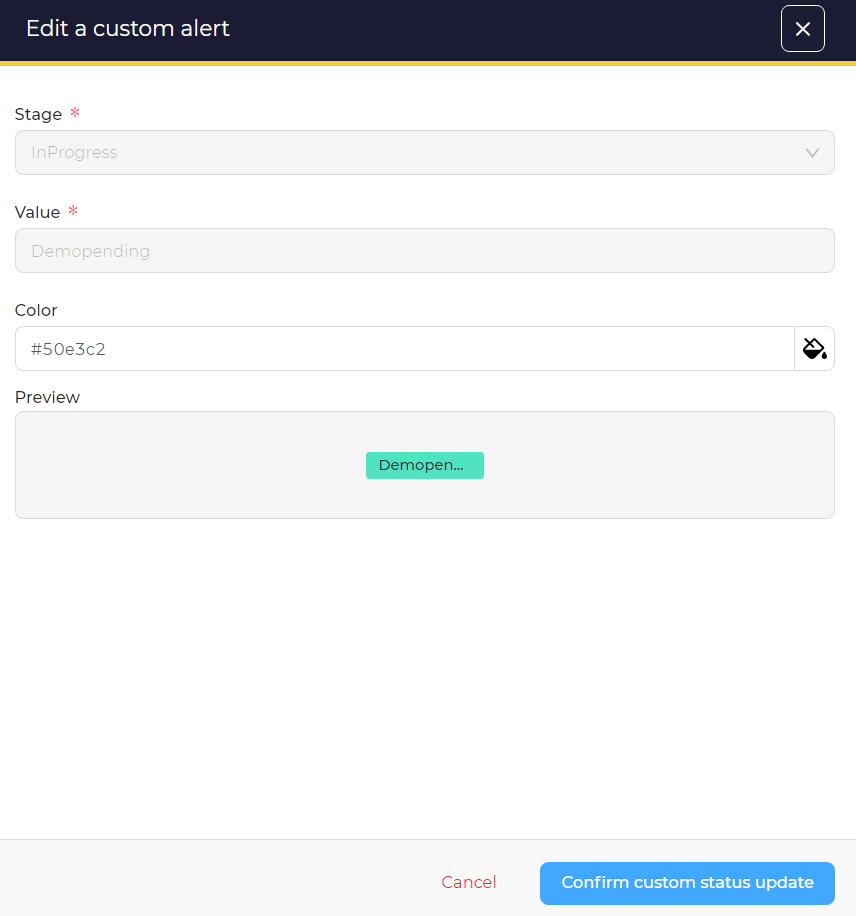 Edit a custom alert
Stage *
InProgress
Value *
Demopending
Color
#50e3c2
Preview
Demopen...
Cancel
Confirm custom status update